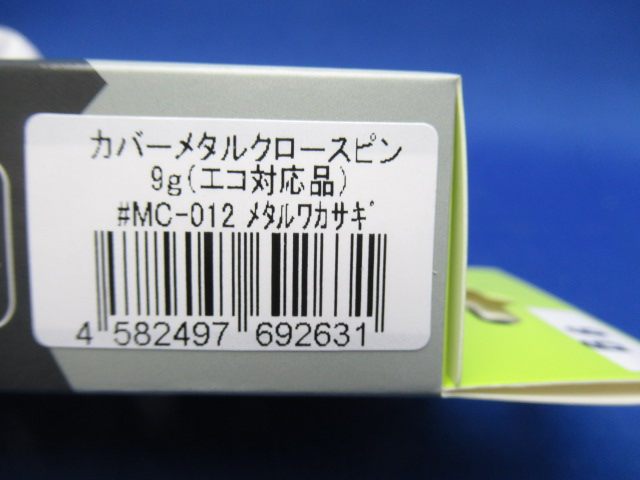 カバーメタルクロースピン
9g(エコ対応品)
#MC-012 ﾒﾀﾙﾜｶｻｷﾞ
4 582497 692631